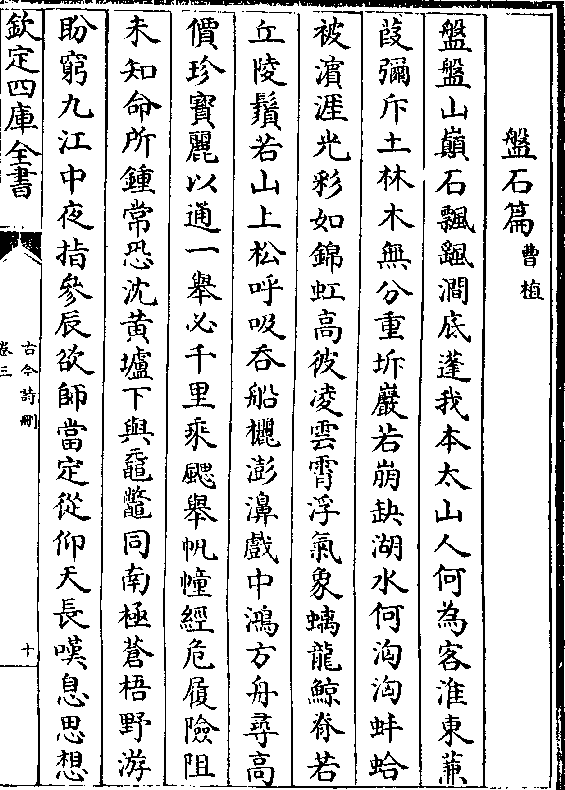 盤石篇 曹植
盤盤山巔石飄颻澗底蓬我本太山人何為客淮東蒹
葭彌斥土林木無分重圻巖若崩缺湖水何洶洶蚌蛤
被濱涯光彩如錦虹高彼凌雲霄浮氣象螭龍鯨脊若
丘陵鬚若山上松呼吸吞船欐澎濞戲中鴻方舟尋高
價珍寳麗以通一舉必千里乘颸舉帆幢經危履險阻
未知命所鍾常恐沈黄壚下與黿鼈同南極蒼梧野游
盼窮九江中夜指參辰欲師當定從仰天長嘆息思想
欽定四庫全書
古今詩刪
卷三
十